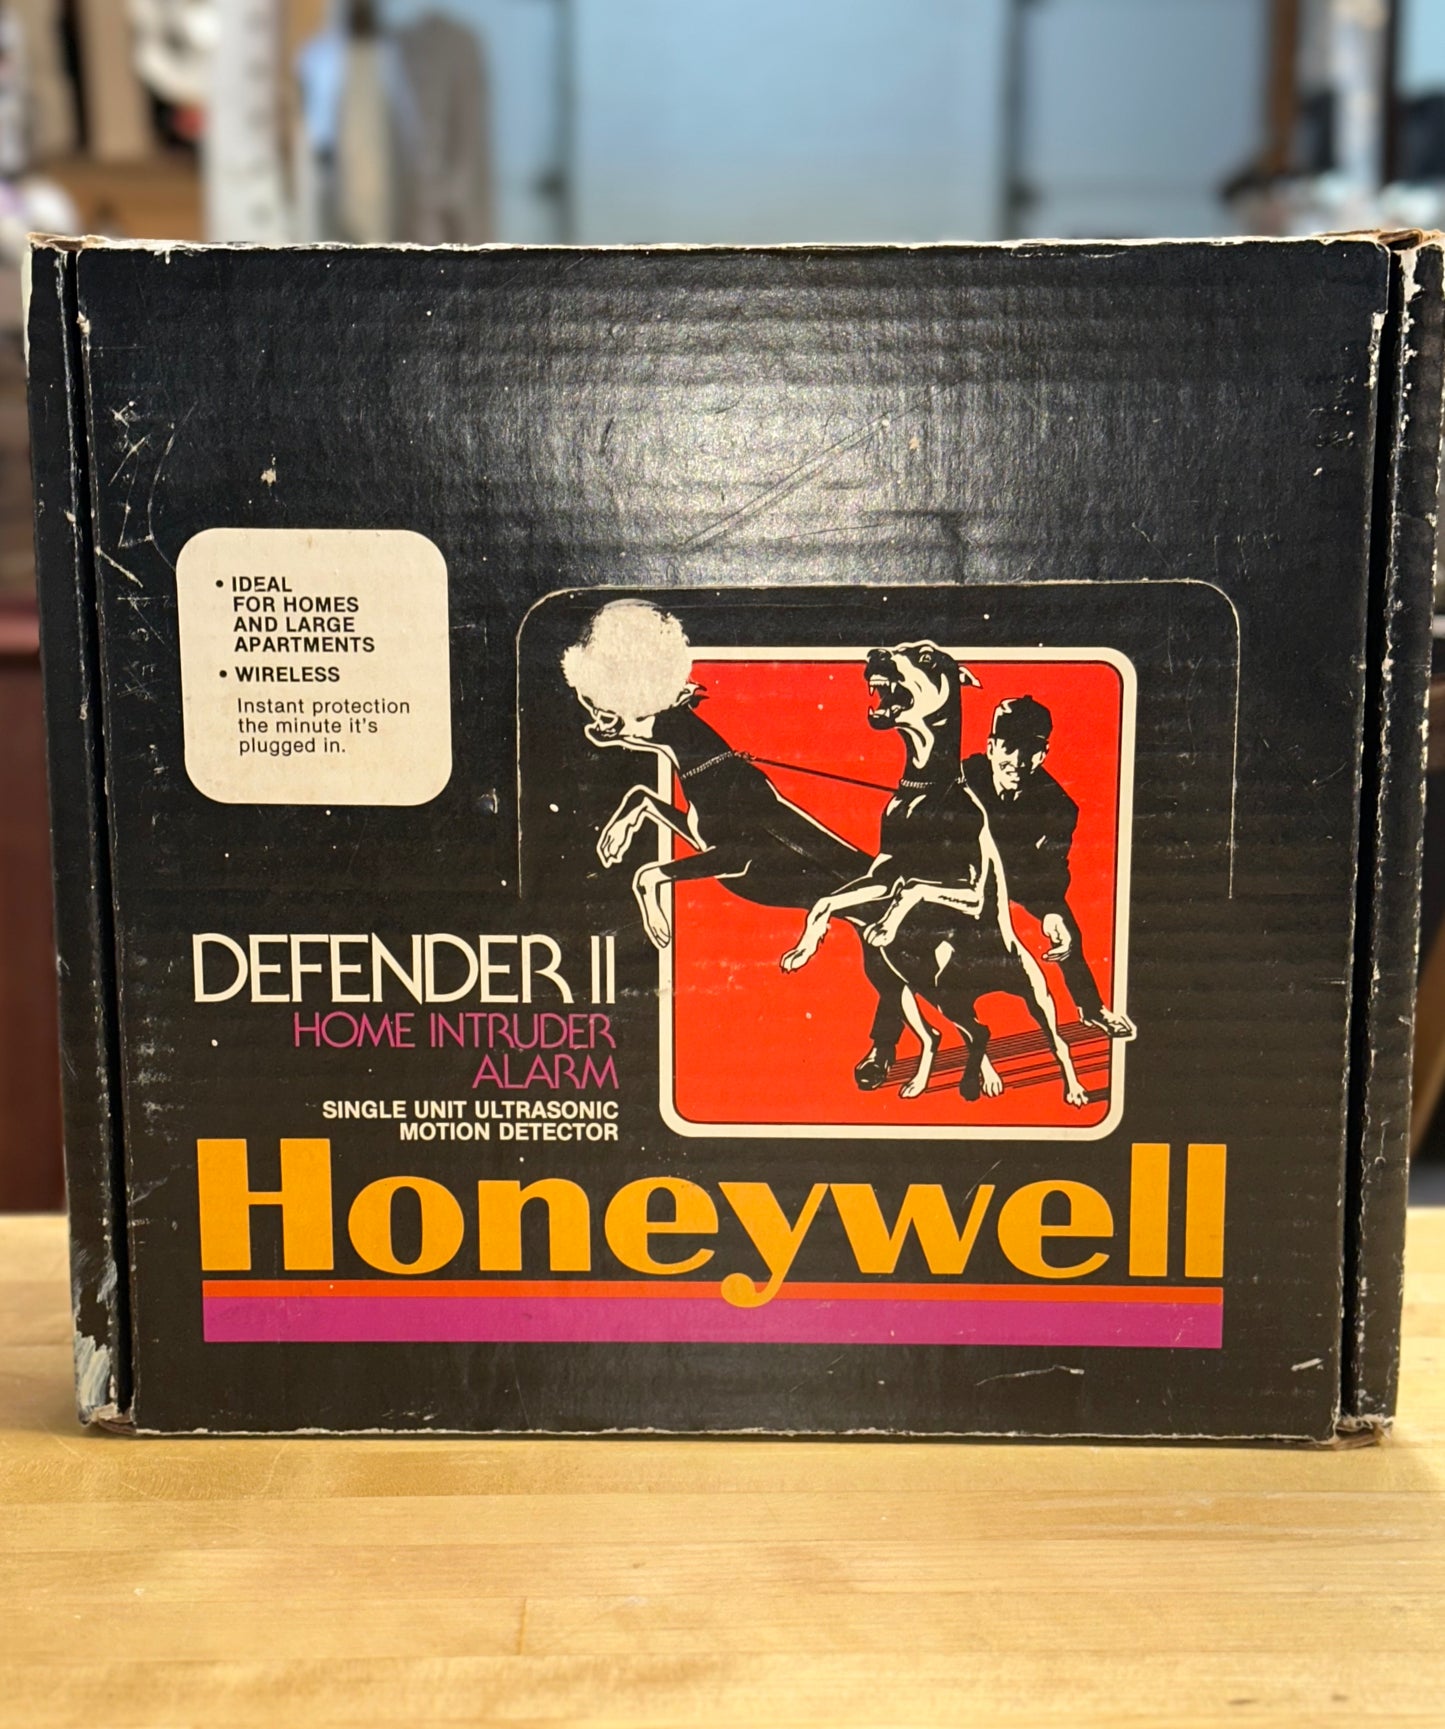 • IDEAL
FOR HOMES
AND LARGE
APARTMENTS
• WIRELESS
Instant protection
the minute it's
plugged in.
DEFENDER II
HOME INTRUDER
ALARM
SINGLE UNIT ULTRASONIC
MOTION DETECTOR
Honeywell